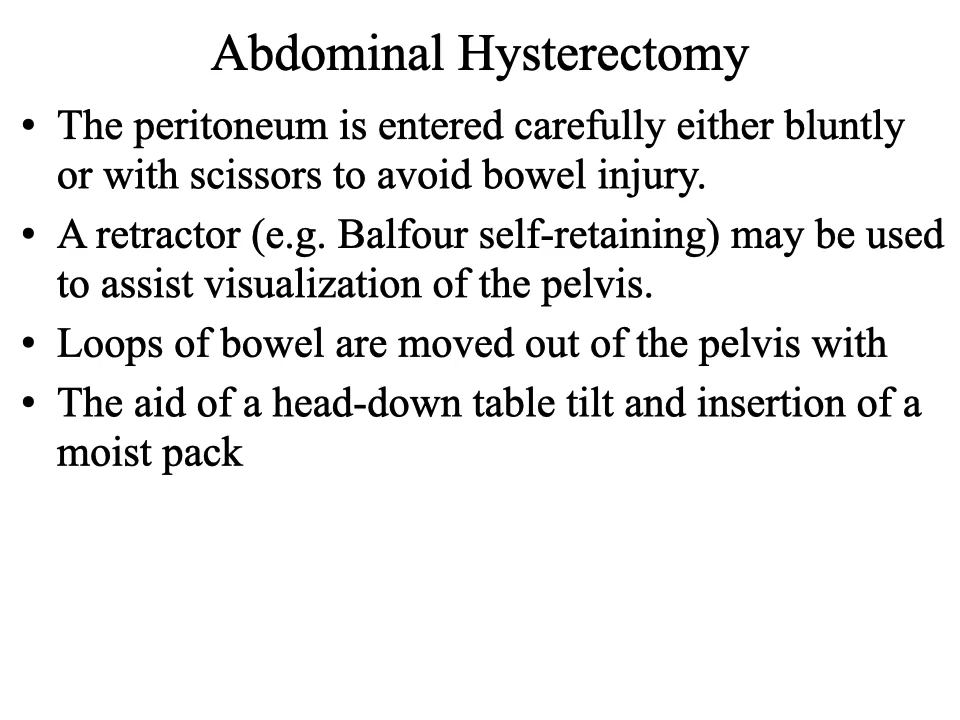 Abdominal Hysterectomy
• The peritoneum is entered carefully either bluntly
or with scissors to avoid bowel injury.
• A retractor (e.g. Balfour self-retaining) may be used
to assist visualization of the pelvis.
• Loops of bowel are moved out of the pelvis with
• The aid of a head-down table tilt and insertion of a
moist pack